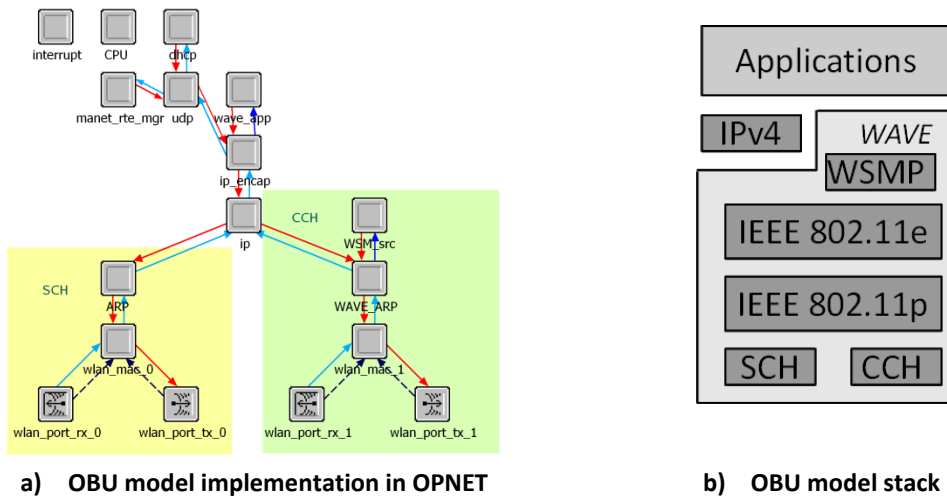 interrupt
CPU
dhcp
manet_rte_mgr
udp
wave_app
ip_encap
ip
CCH
WSM_src
SCH
ARP
WAVE_ARP
wlan_mac_0
wlan_mac_1
wlan_port_rx_0
wlan_port_tx_0
wlan_port_rx_1
wlan_port_tx_1
a) OBU model implementation in OPNET
Applications
IPv4
WAVE
WSMP
IEEE 802.11e
IEEE 802.11p
SCH
CCH
b) OBU model stack